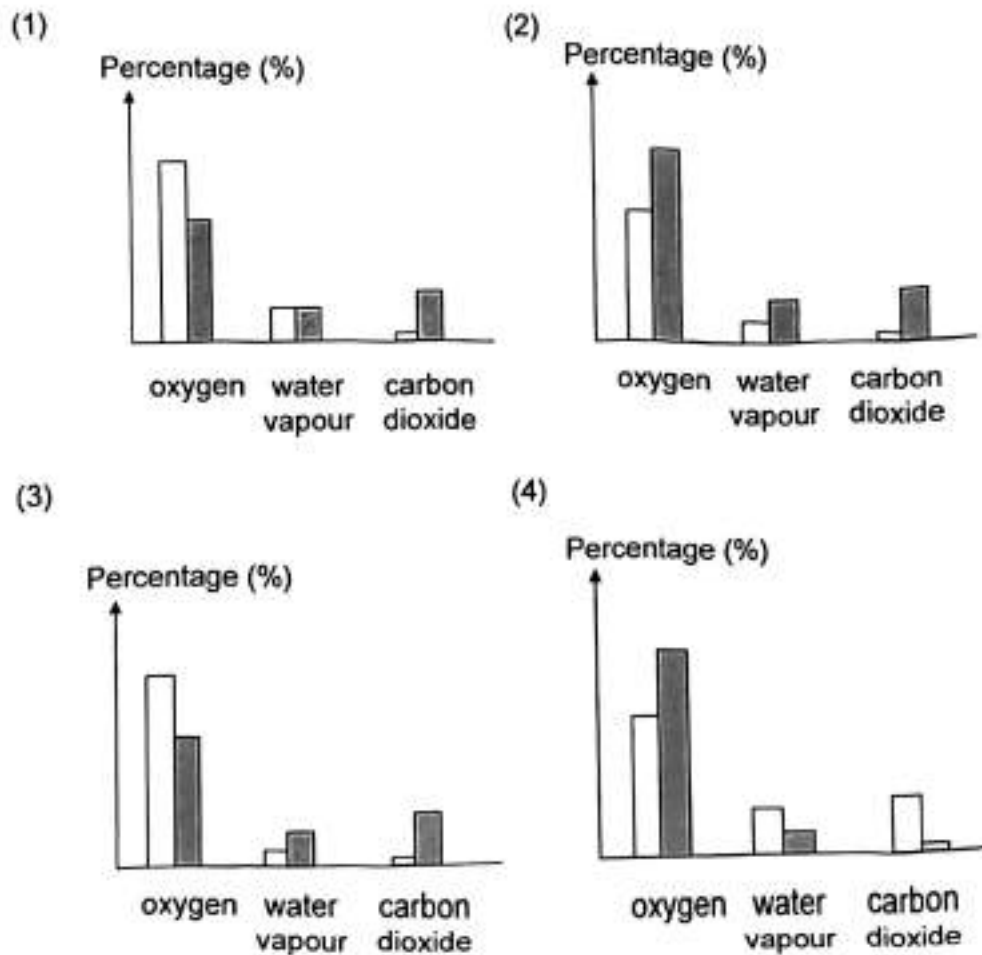 (1)
Percentage (%)
oxygen water carbon
vapour dioxide
(2)
Percentage (%)
oxygen water carbon
vapour dioxide
(3)
Percentage (%)
oxygen water carbon
vapour dioxide
(4)
Percentage (%)
oxygen water carbon
vapour dioxide